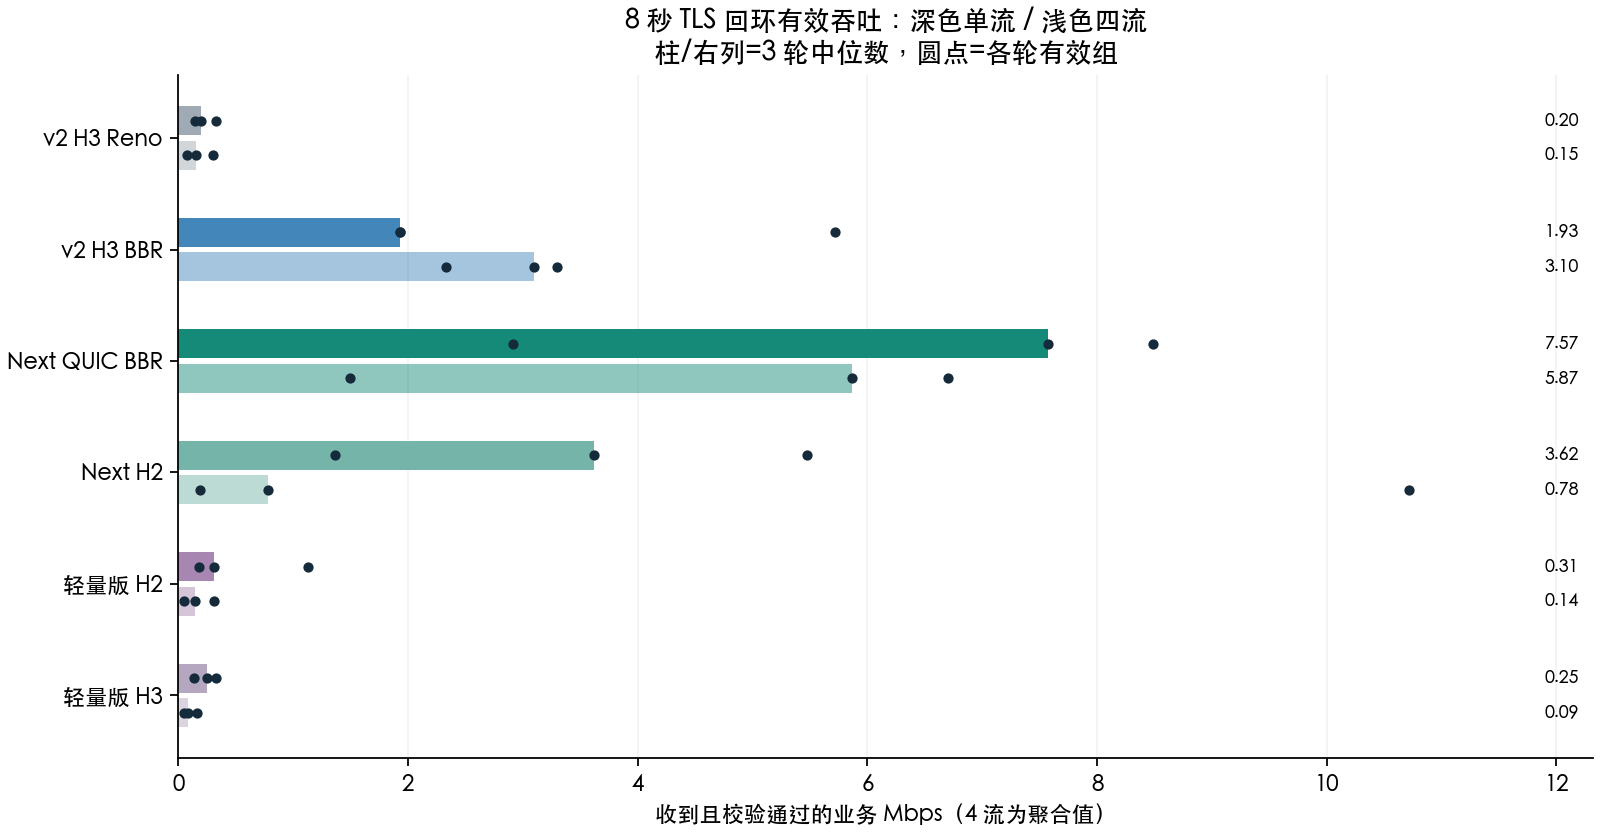 8 秒 TLS 回环有效吞吐：深色单流 / 浅色四流
柱/右列=3 轮中位数，圆点=各轮有效组
v2 H3 Reno
0.20
0.15
v2 H3 BBR
1.93
3.10
Next QUIC BBR
7.57
5.87
Next H2
3.62
0.78
轻量版 H2
0.31
0.14
轻量版 H3
0.25
0.09
0 2 4 6 8 10 12
收到且校验通过的业务 Mbps（4 流为聚合值）